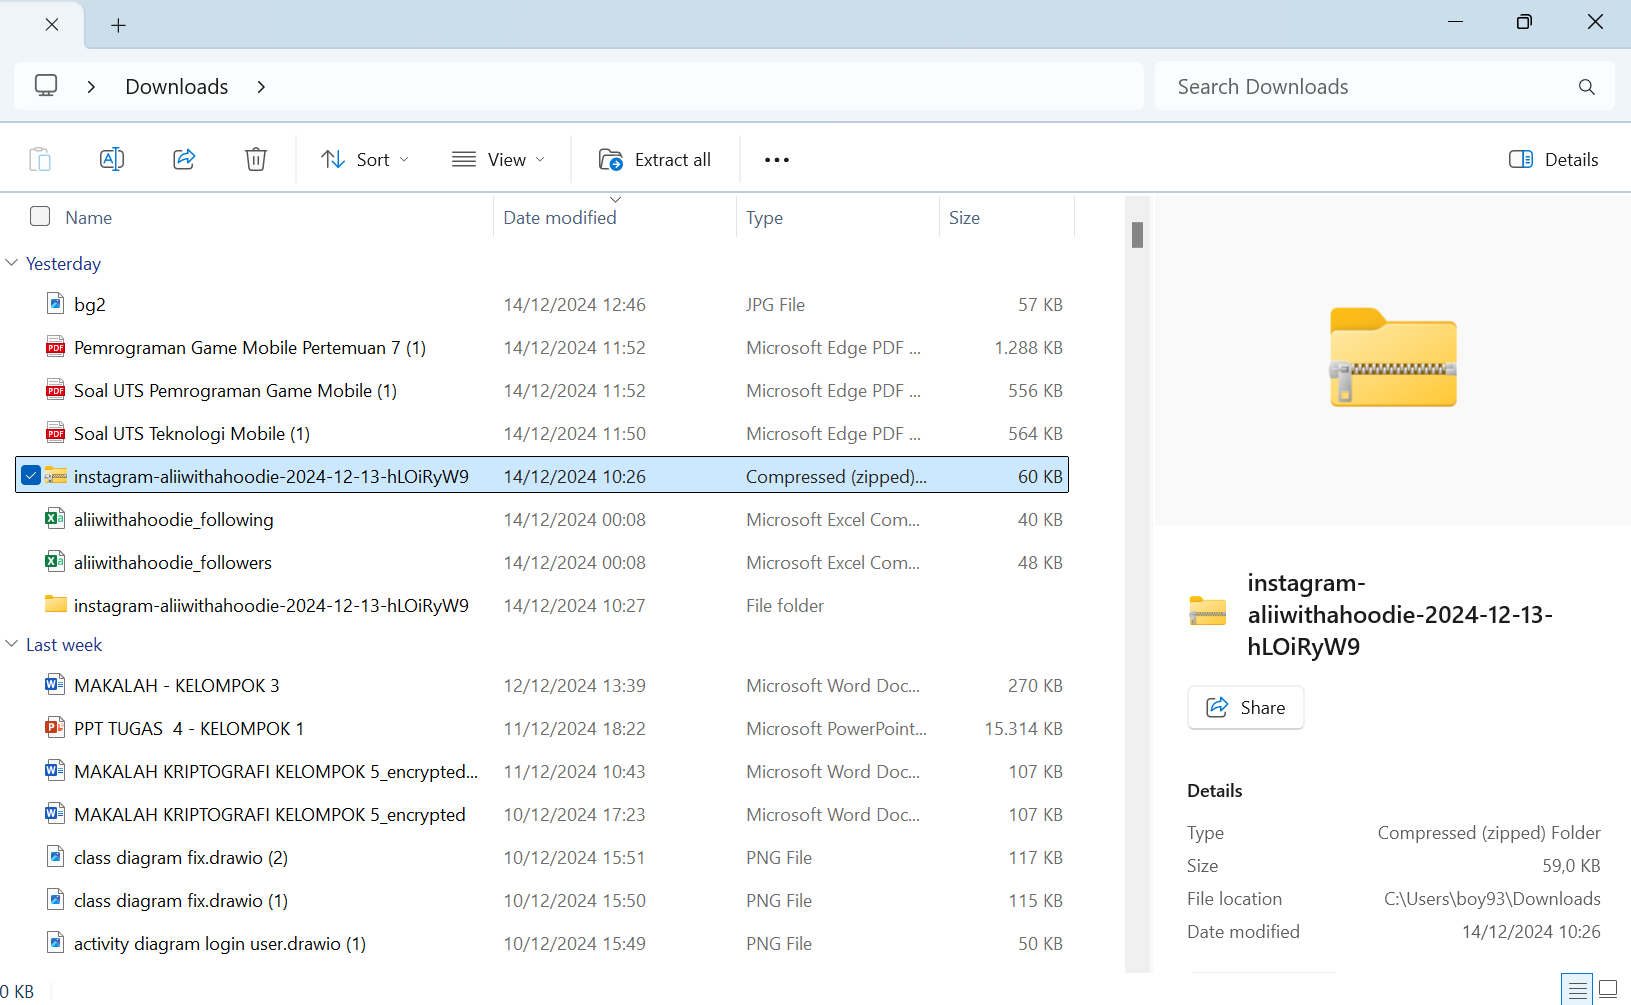 Downloads
Search Downloads
Sort
View
Extract all
Details
Name Date modified Type Size
Yesterday
bg2 14/12/2024 12:46 JPG File 57 KB
Pemrograman Game Mobile Pertemuan 7 (1) 14/12/2024 11:52 Microsoft Edge PDF ... 1.288 KB
Soal UTS Pemrograman Game Mobile (1) 14/12/2024 11:52 Microsoft Edge PDF ... 556 KB
Soal UTS Teknologi Mobile (1) 14/12/2024 11:50 Microsoft Edge PDF ... 564 KB
instagram-aliiwithahoodie-2024-12-13-hLOiRyW9 14/12/2024 10:26 Compressed (zipped)... 60 KB
aliiwithahoodie_following 14/12/2024 00:08 Microsoft Excel Com... 40 KB
aliiwithahoodie_followers 14/12/2024 00:08 Microsoft Excel Com... 48 KB
instagram-aliiwithahoodie-2024-12-13-hLOiRyW9 14/12/2024 10:27 File folder
Last week
MAKALAH - KELOMPOK 3 12/12/2024 13:39 Microsoft Word Doc... 270 KB
PPT TUGAS  4 - KELOMPOK 1 11/12/2024 18:22 Microsoft PowerPoint... 15.314 KB
MAKALAH KRIPTOGRAFI KELOMPOK 5_encrypted... 11/12/2024 10:43 Microsoft Word Doc... 107 KB
MAKALAH KRIPTOGRAFI KELOMPOK 5_encrypted 10/12/2024 17:23 Microsoft Word Doc... 107 KB
class diagram fix.drawio (2) 10/12/2024 15:51 PNG File 117 KB
class diagram fix.drawio (1) 10/12/2024 15:50 PNG File 115 KB
activity diagram login user.drawio (1) 10/12/2024 15:49 PNG File 50 KB
0 KB
instagram-
aliiwithahoodie-2024-12-13-
hLOiRyW9
Share
Details
Type Compressed (zipped) Folder
Size 59,0 KB
File location C:\Users\boy93\Downloads
Date modified 14/12/2024 10:26